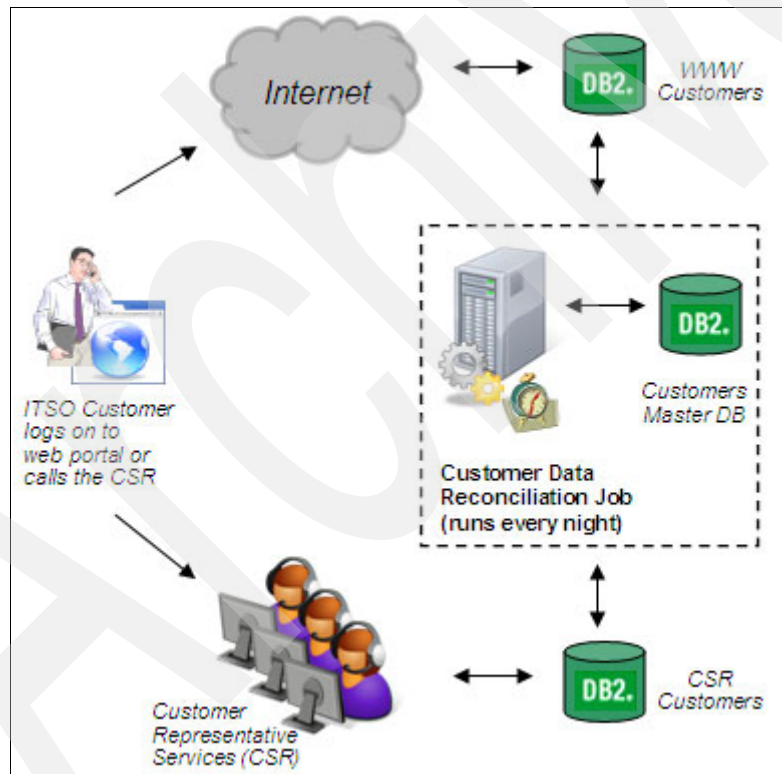 Internet
DB2.
WWW
Customers
ITSO Customer
logs on to
web portal or
calls the CSR
DB2.
Customers
Master DB
Customer Data
Reconciliation Job
(runs every night)
Customer
Representative
Services (CSR)
DB2.
CSR
Customers